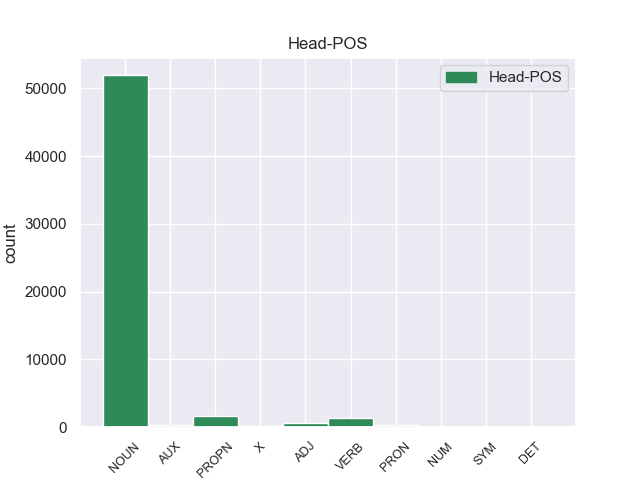 Head-POS
Head-POS
50000
40000
30000
20000
10000
0
count
NOUN
AUX
PROPN
X
ADJ
VERB
PRON
NUM
SYM
DET